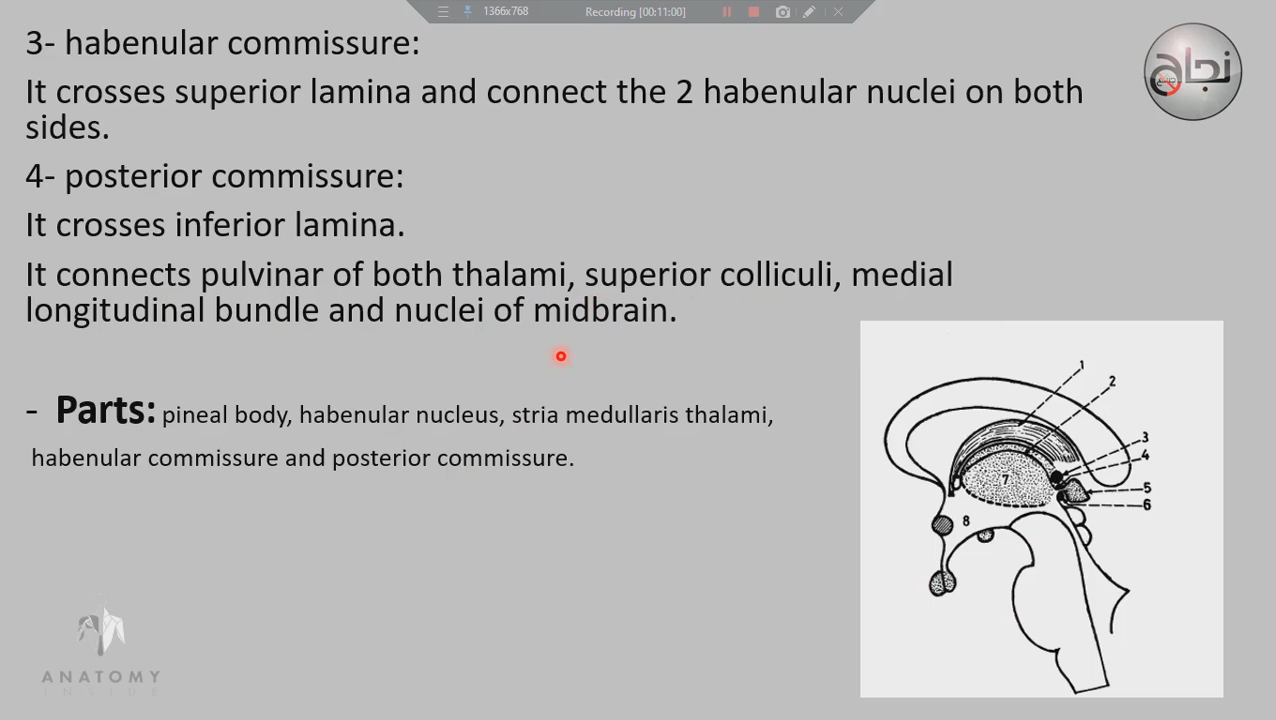 1366x768
Recording [00:11:00]
3- habenular commissure:
It crosses superior lamina and connect the 2 habenular nuclei on both
sides.
4- posterior commissure:
It crosses inferior lamina.
It connects pulvinar of both thalami, superior colliculi, medial
longitudinal bundle and nuclei of midbrain.
- Parts: pineal body, habenular nucleus, stria medullaris thalami,
habenular commissure and posterior commissure.
نجاح
1
2
3
4
5
6
7
8
ANATOMY
INSIDE